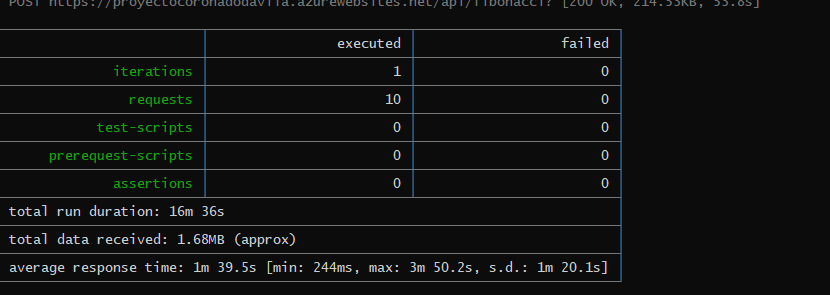 POST https://proyectocoronadodavila.azurewebsites.net/api/fibonacci? [200 OK, 214.55KB, 55.8s]
executed failed
iterations 1 0
requests 10 0
test-scripts 0 0
prerequest-scripts 0 0
assertions 0 0
total run duration: 16m 36s
total data received: 1.68MB (approx)
average response time: 1m 39.5s [min: 244ms, max: 3m 50.2s, s.d.: 1m 20.1s]